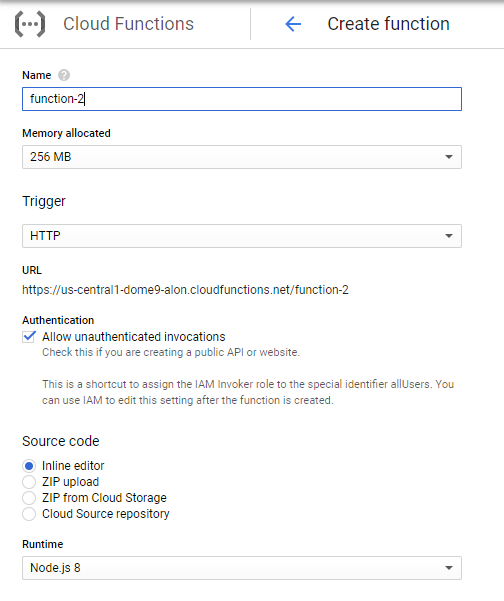 Cloud Functions
Create function
Name
function-2
Memory allocated
256 MB
Trigger
HTTP
URL
https://us-central1-dome9-alon.cloudfunctions.net/function-2
Authentication
Allow unauthenticated invocations
Check this if you are creating a public API or website.
This is a shortcut to assign the IAM Invoker role to the special identifier allUsers. You
can use IAM to edit this setting after the function is created.
Source code
Inline editor
ZIP upload
ZIP from Cloud Storage
Cloud Source repository
Runtime
Node.js 8